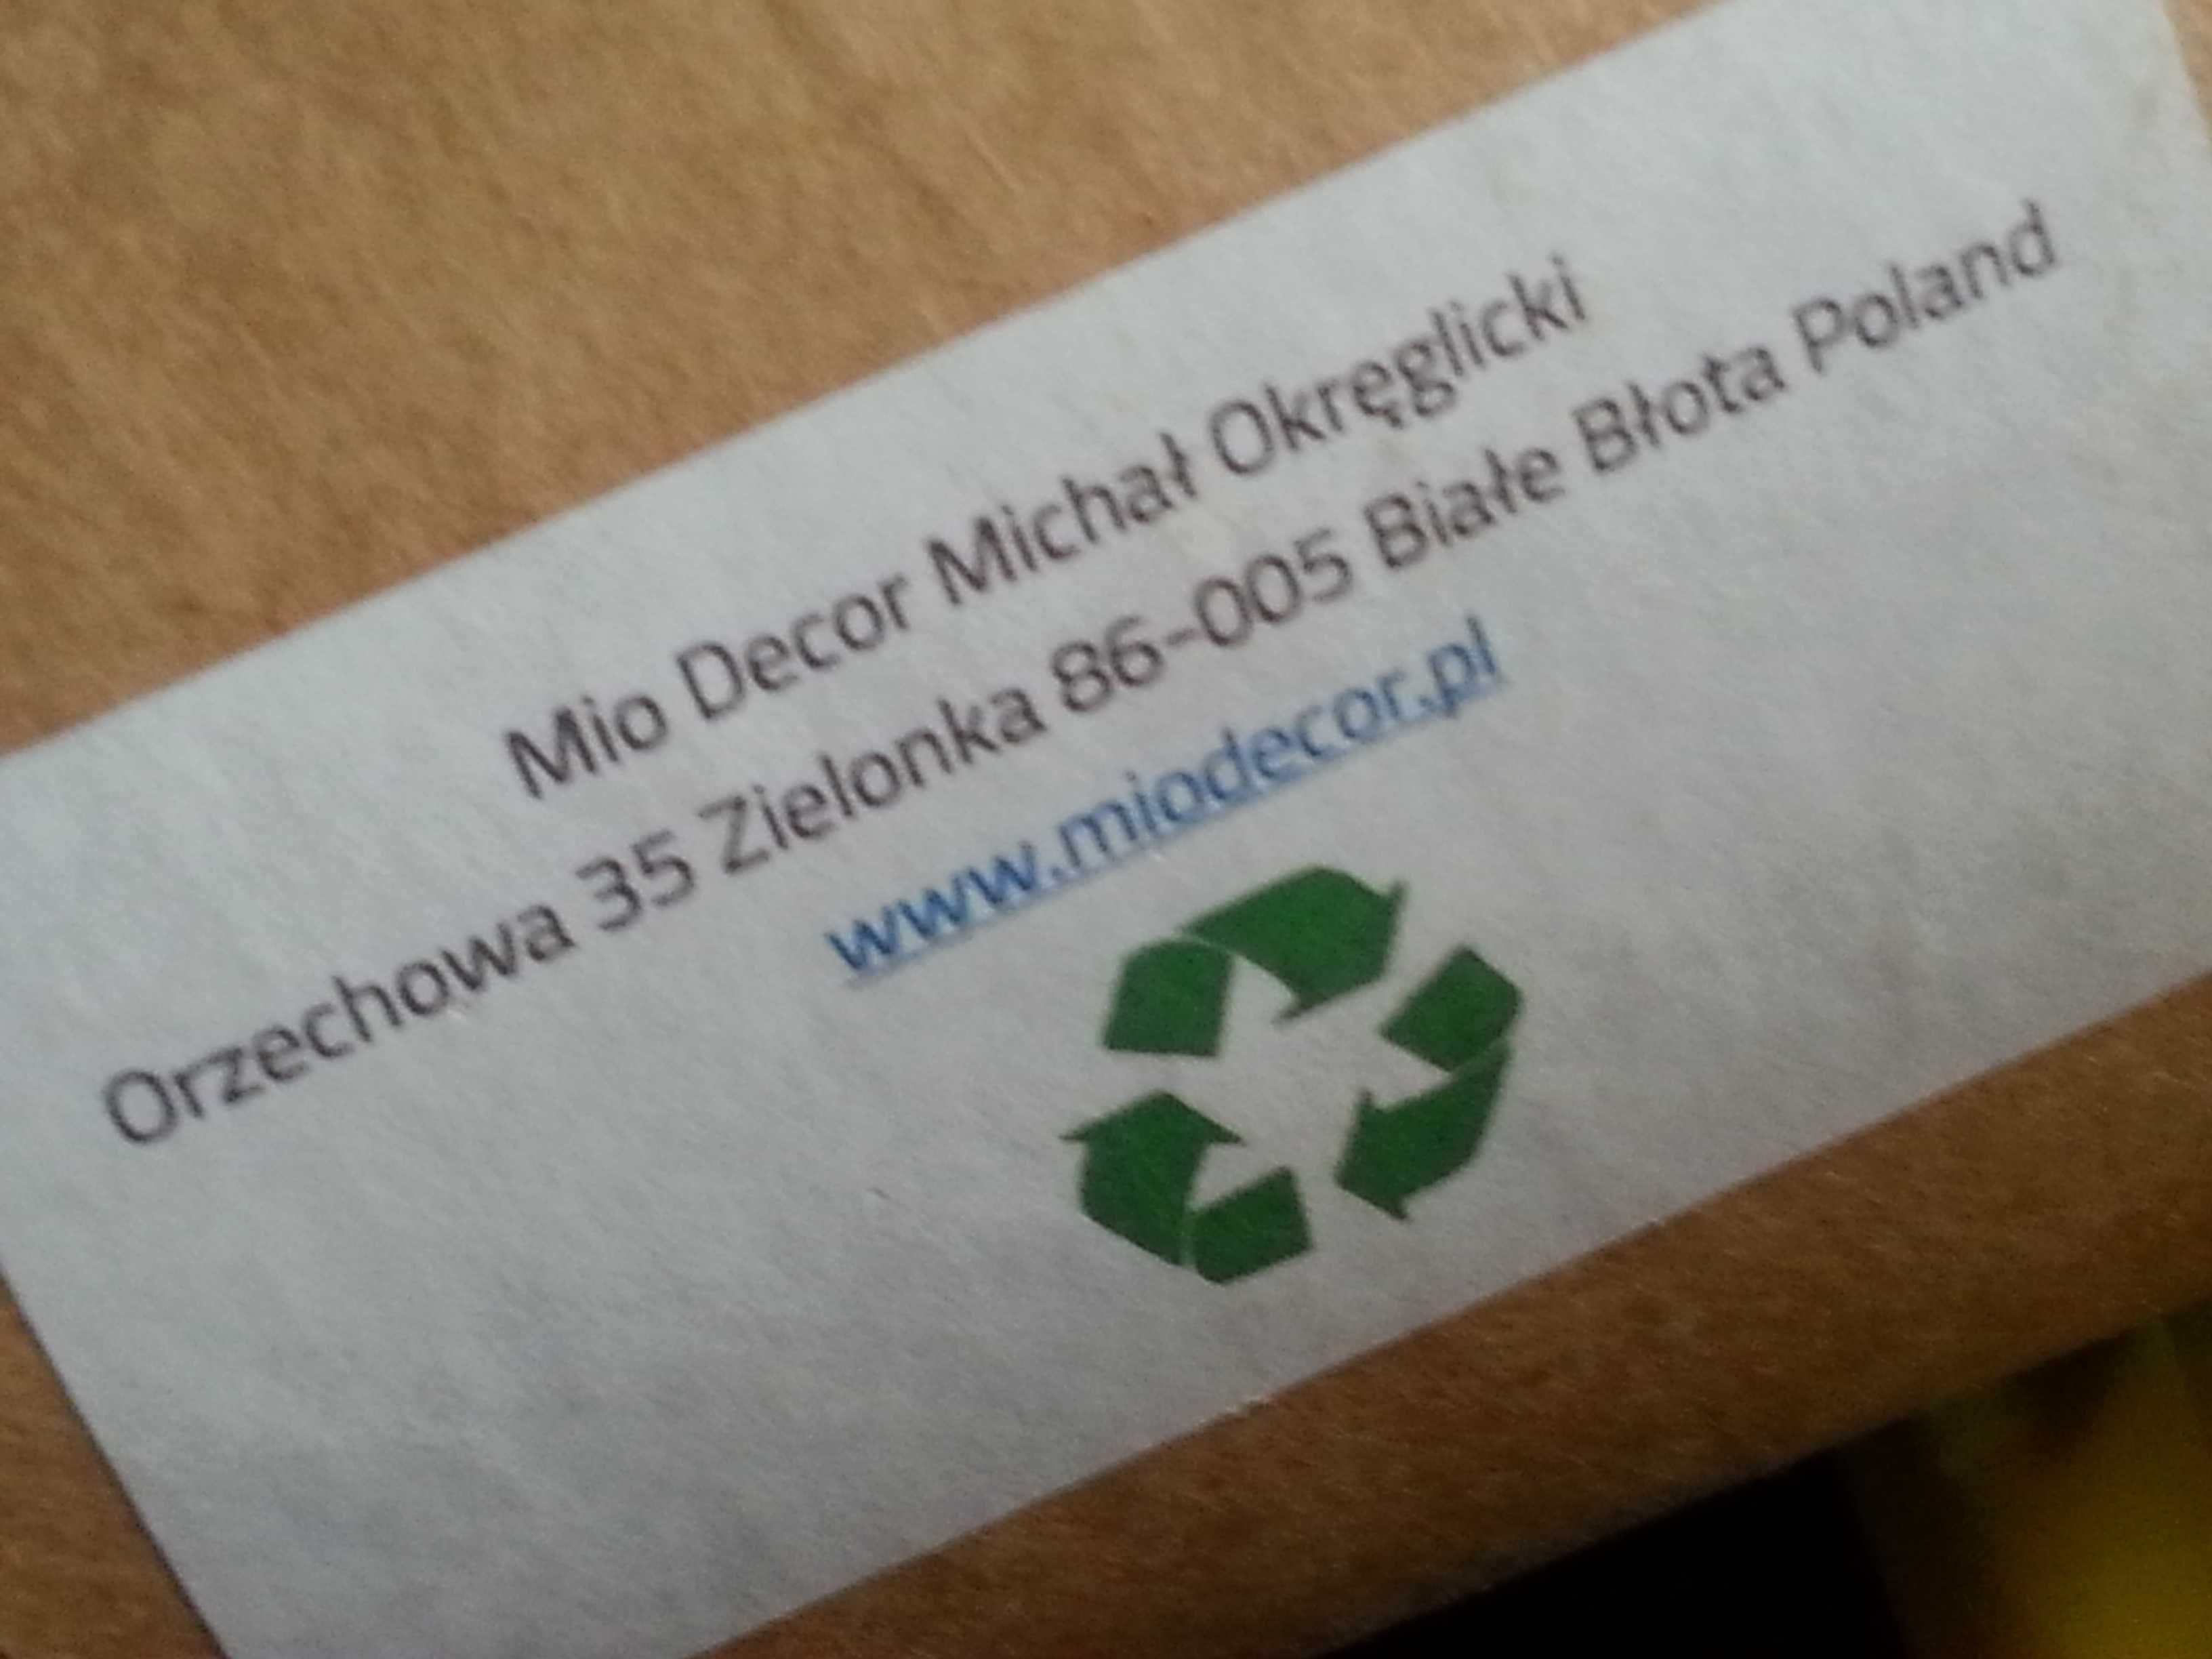 Mio Decor Michał Okręglicki
Orzechowa 35 Zielonka 86-005 Białe Błota Poland
www.miodecor.pl